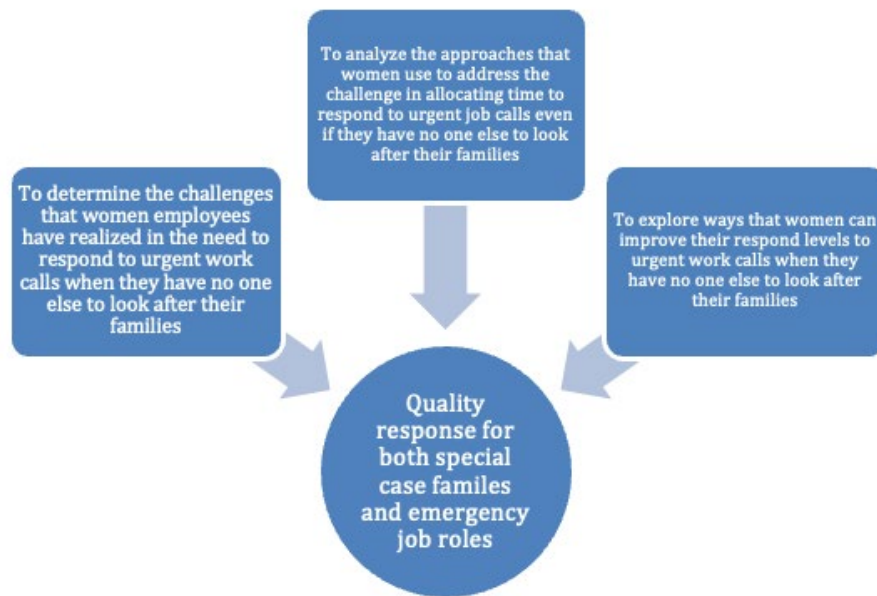 To analyze the approaches that
women use to address the
challenge in allocating time to
respond to urgent job calls even
if they have no one else to look
after their families
To determine the challenges
that women employees
have realized in the need to
respond to urgent work
calls when they have no one
else to look after their
families
To explore ways that women can
improve their respond levels to
urgent work calls when they
have no one else to look after
their families
Quality
response for
both special
case familes
and emergency
job roles